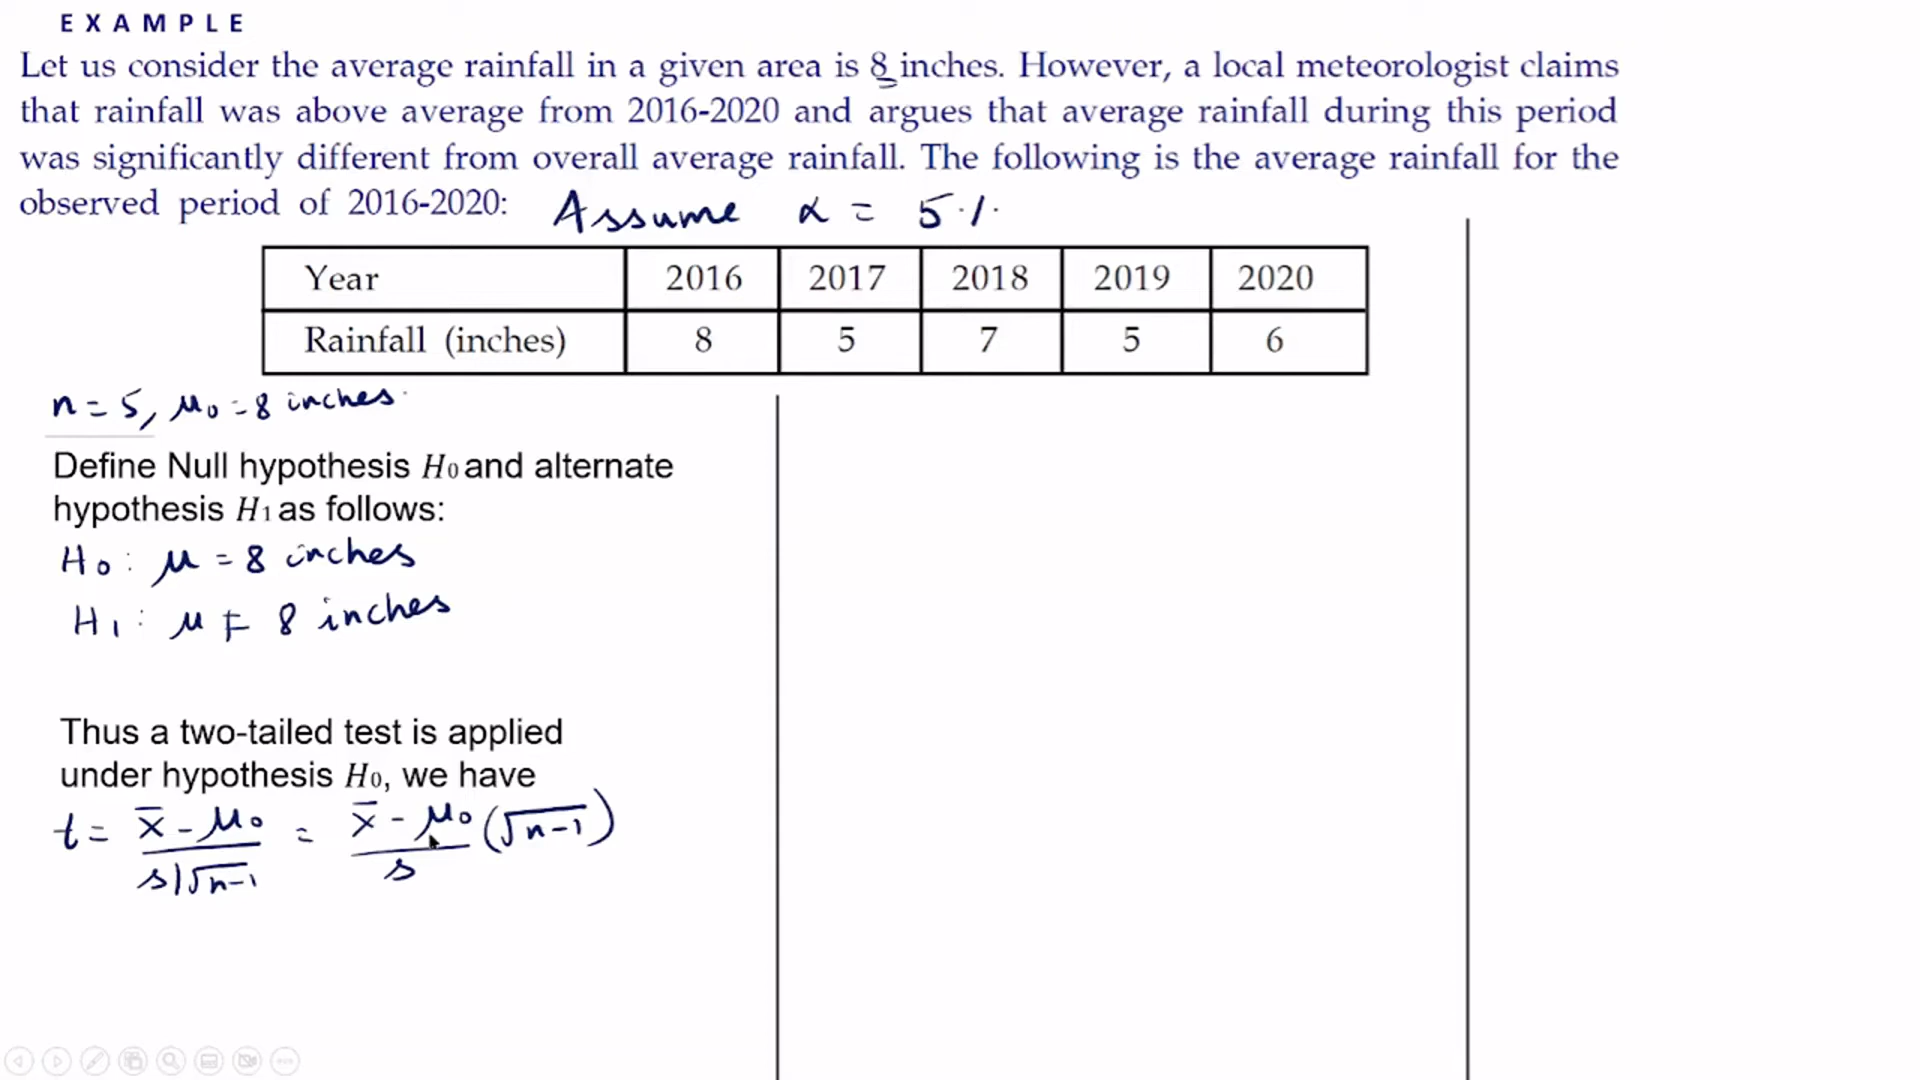 EXAMPLE
Let us consider the average rainfall in a given area is 8 inches. However, a local meteorologist claims
that rainfall was above average from 2016-2020 and argues that average rainfall during this period
was significantly different from overall average rainfall. The following is the average rainfall for the
observed period of 2016-2020: Assume α = 5%
Year 2016 2017 2018 2019 2020
Rainfall (inches) 8 5 7 5 6
n = 5, μ₀ = 8 inches
Define Null hypothesis H₀ and alternate
hypothesis H₁ as follows:
H₀ : μ = 8 inches
H₁ : μ ≠ 8 inches
Thus a two-tailed test is applied
under hypothesis H₀, we have
t = (x̄ - μ₀)/(s/√n-1) = (x̄ - μ₀)/s (√n-1)